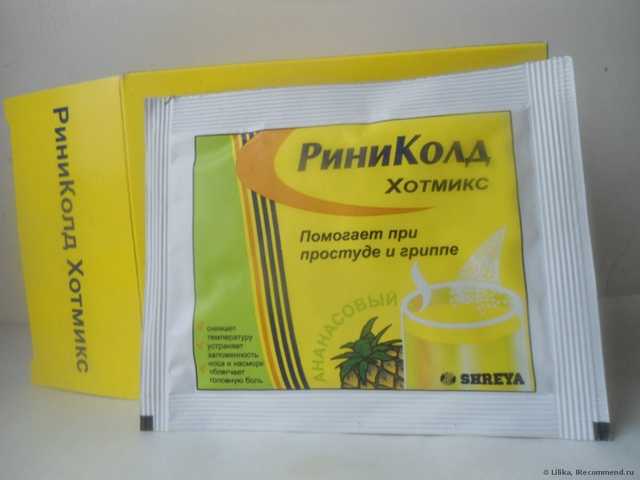 РиниКолд Хотмикс
РиниКолд
Хотмикс
Помогает при
простуде и гриппе
АНАНАСОВЫЙ
снижает
температуру
устраняет
заложенность
носа и насморк
облегчает
головную боль
SHREYA
© Lilika, IRecommend.ru